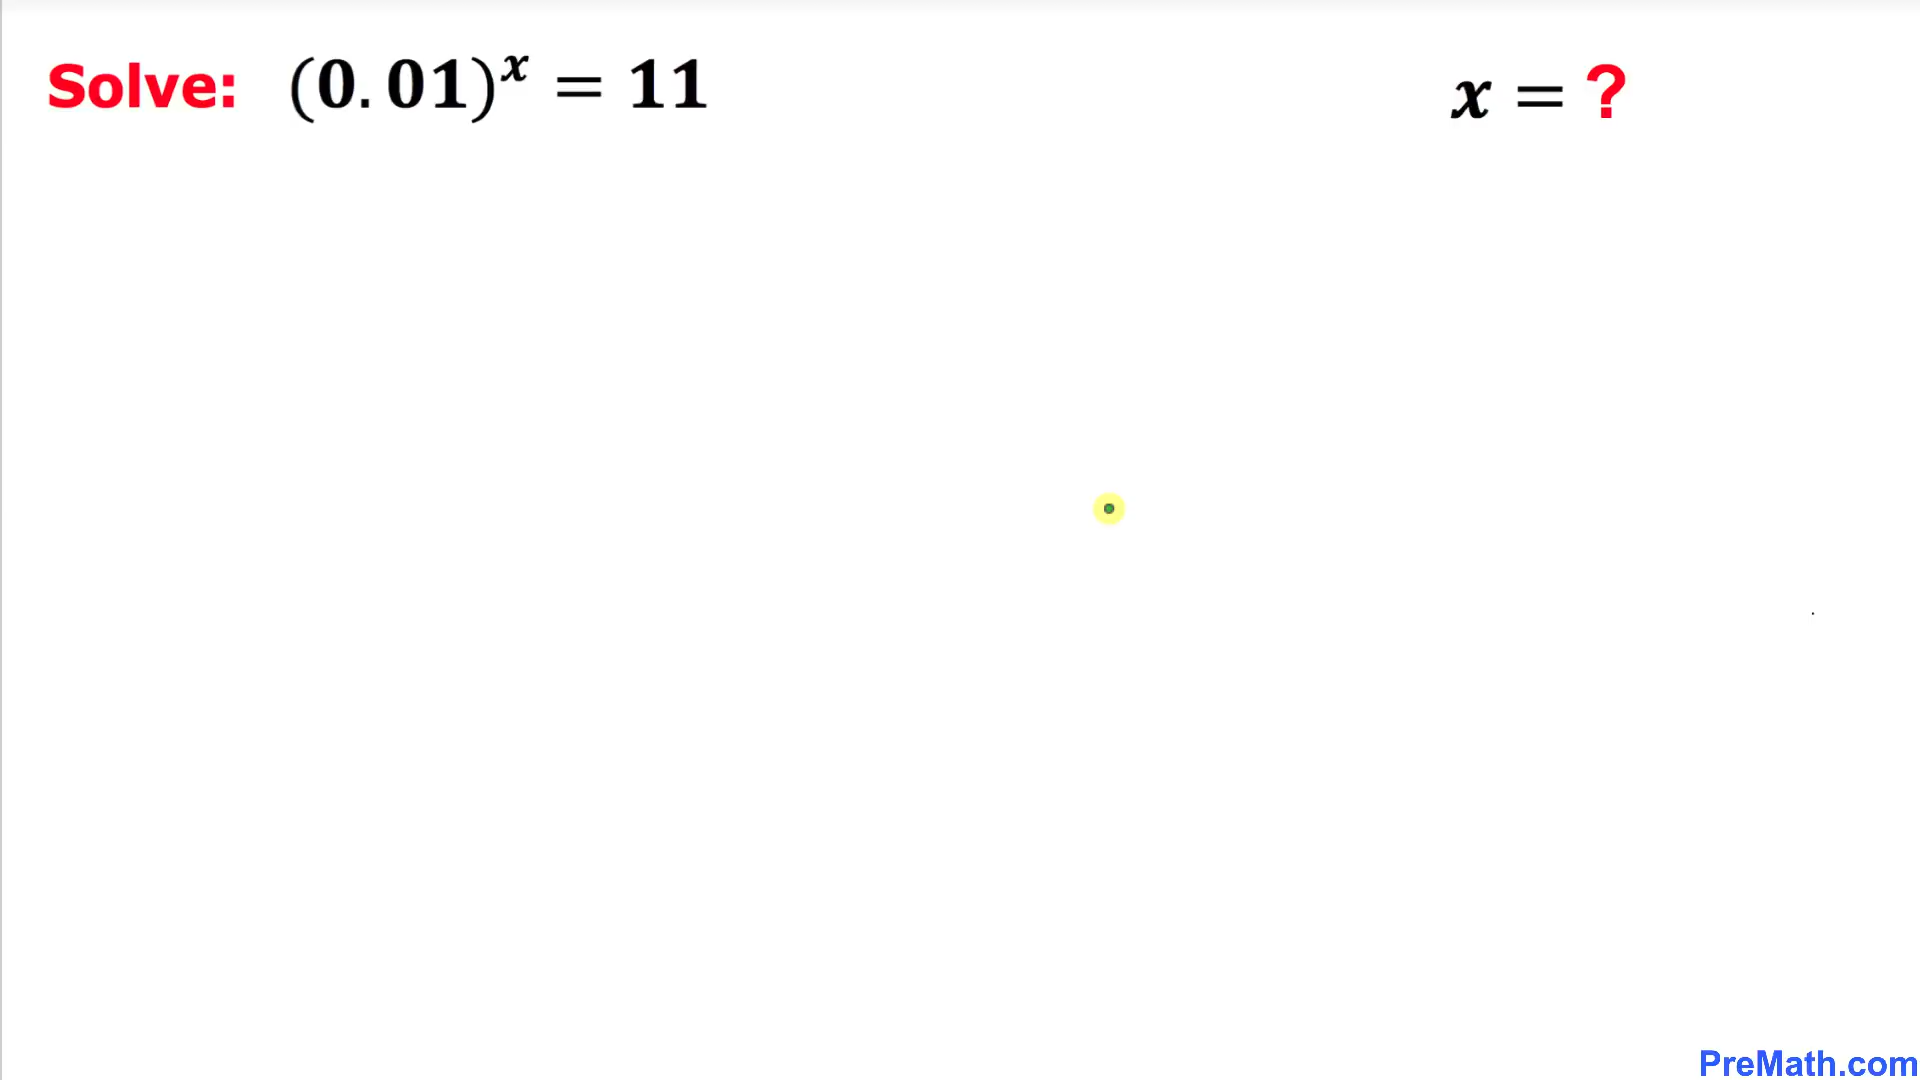 Solve: (0.01)^x = 11
x = ?
PreMath.com